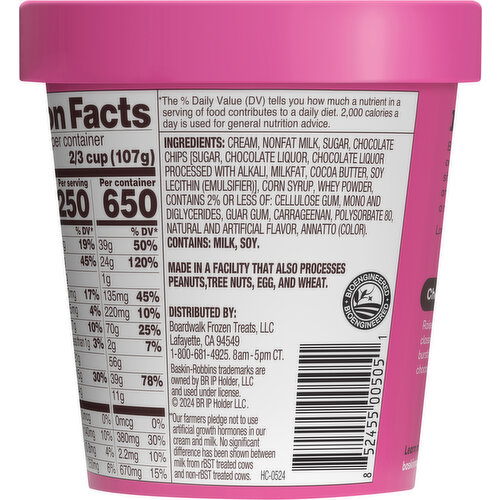 on Facts
per container
2/3 cup (107g)
Per serving Per container
250 650
% DV* % DV*
19% 39g 50%
45% 24g 120%
1g
17% 135mg 45%
4% 220mg 10%
10% 70g 25%
3% 2g 7%
56g
30% 39g 78%
11g
0% 0mcg 0%
10% 380mg 30%
4% 2.2mg 10%
6% 670mg 15%
*The % Daily Value (DV) tells you how much a nutrient in a
serving of food contributes to a daily diet. 2,000 calories a
day is used for general nutrition advice.
INGREDIENTS: CREAM, NONFAT MILK, SUGAR, CHOCOLATE
CHIPS [SUGAR, CHOCOLATE LIQUOR, CHOCOLATE LIQUOR
PROCESSED WITH ALKALI, MILKFAT, COCOA BUTTER, SOY
LECITHIN (EMULSIFIER)], CORN SYRUP, WHEY POWDER,
CONTAINS 2% OR LESS OF: CELLULOSE GUM, MONO AND
DIGLYCERIDES, GUAR GUM, CARRAGEENAN, POLYSORBATE 80,
NATURAL AND ARTIFICIAL FLAVOR, ANNATTO (COLOR).
CONTAINS: MILK, SOY.
MADE IN A FACILITY THAT ALSO PROCESSES
PEANUTS,TREE NUTS, EGG, AND WHEAT.
DISTRIBUTED BY:
Boardwalk Frozen Treats, LLC
Lafayette, CA 94549
1-800-681-4925. 8am-5pm CT.
Baskin-Robbins trademarks are
owned by BR IP Holder, LLC
and used under license.
© 2024 BR IP Holder LLC.
*Our farmers pledge not to use
artificial growth hormones in our
cream and milk. No significant
difference has been shown between
milk from rBST treated cows
and non-rBST treated cows. HC-0524
BIOENGINEERED
BIOENGINEERED
8 52455 00505 1